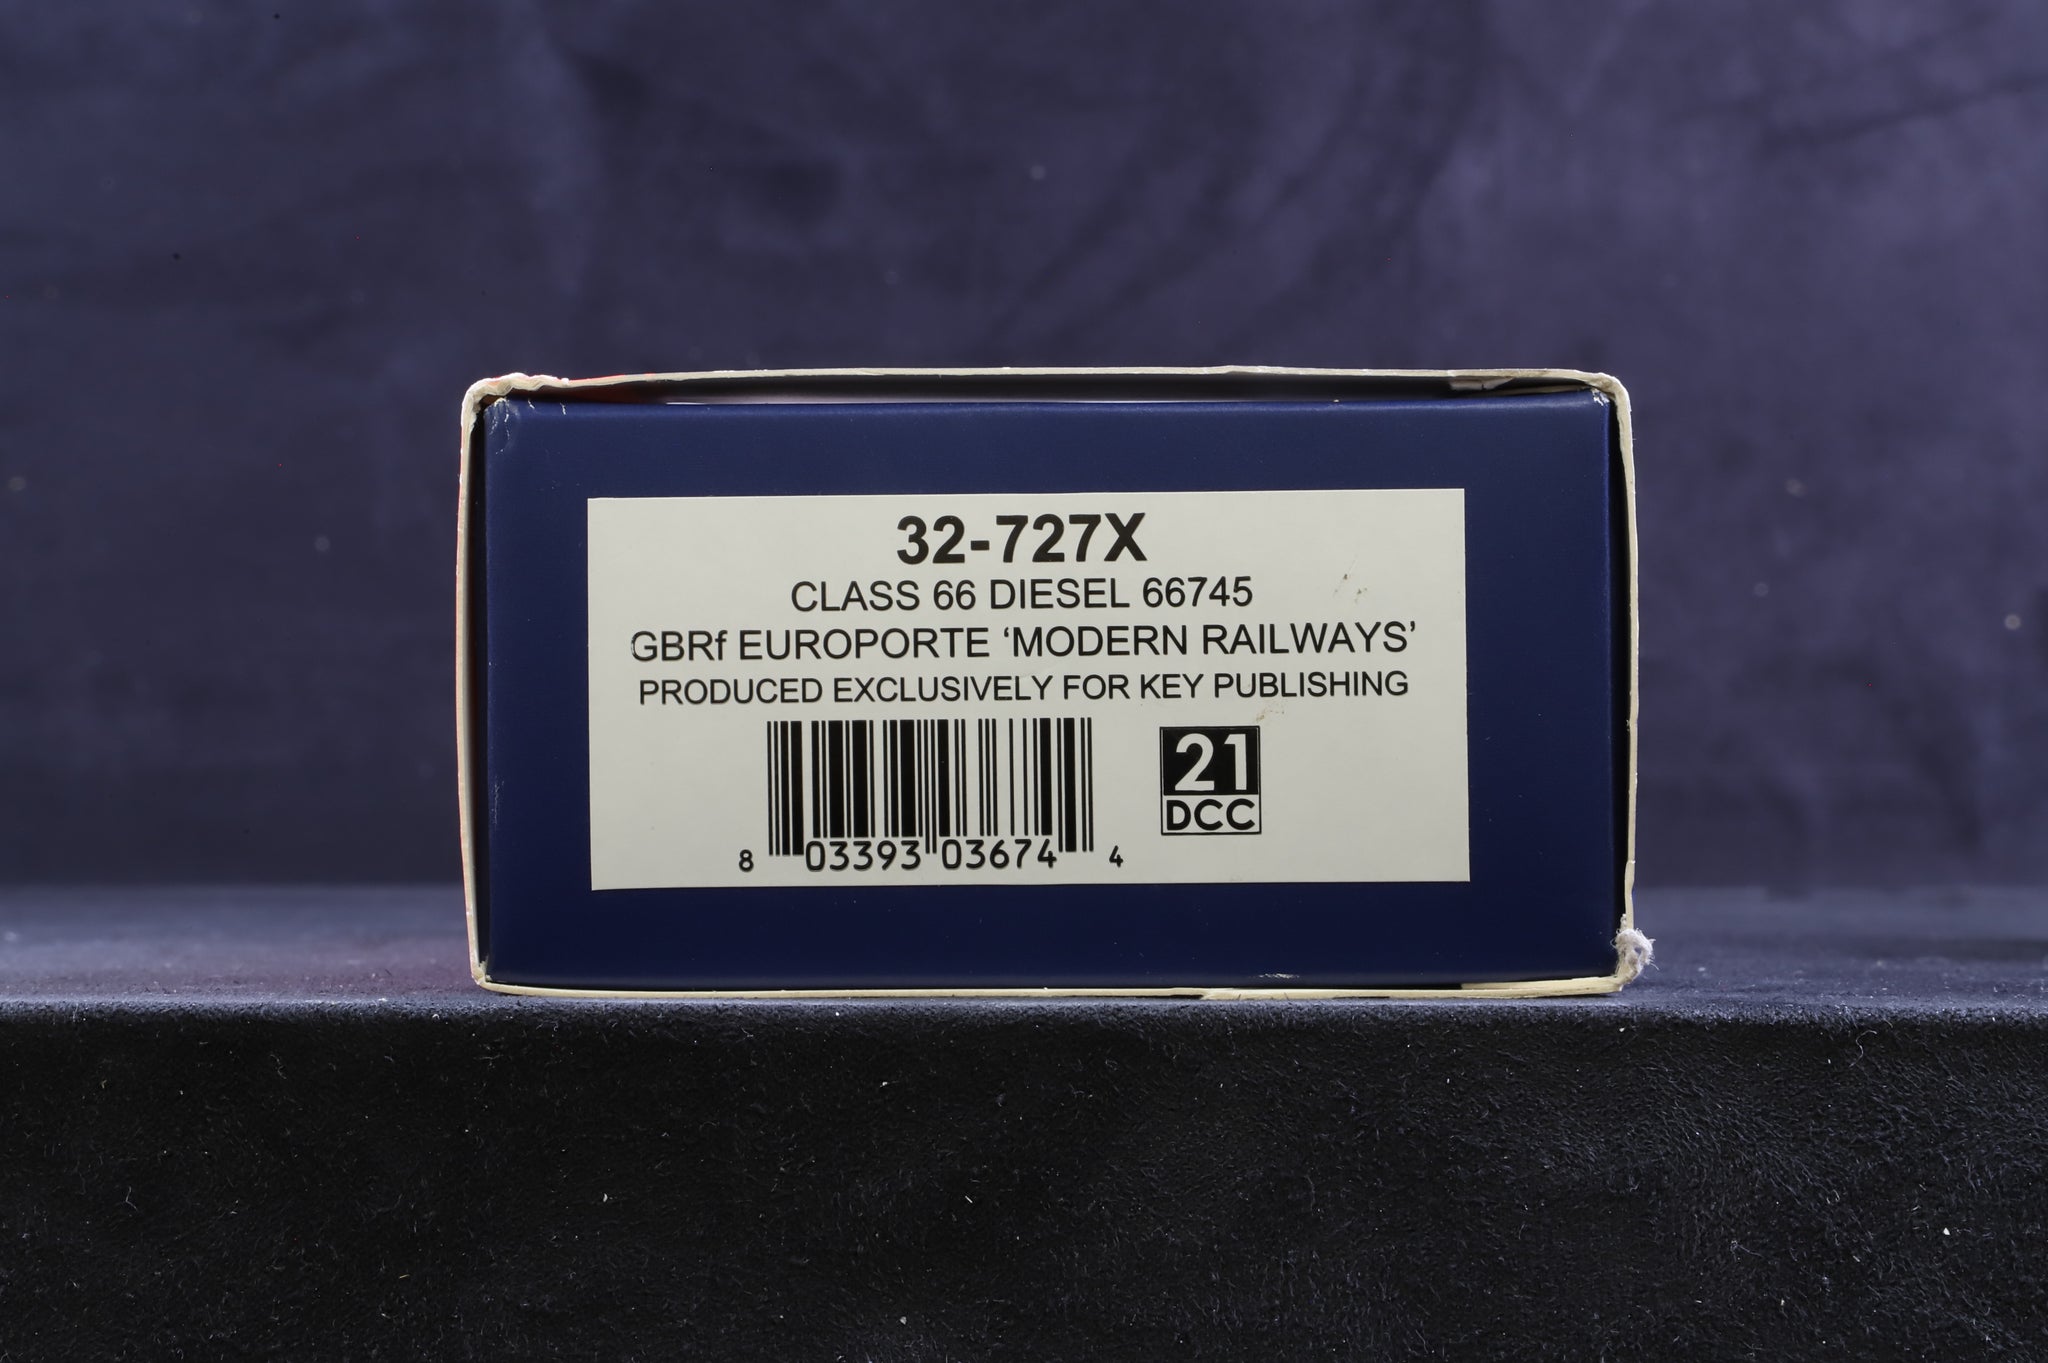 32-727X
CLASS 66 DIESEL 66745
GBRf EUROPORTE ‘MODERN RAILWAYS’
PRODUCED EXCLUSIVELY FOR KEY PUBLISHING
21
DCC
8 03393 03674 4